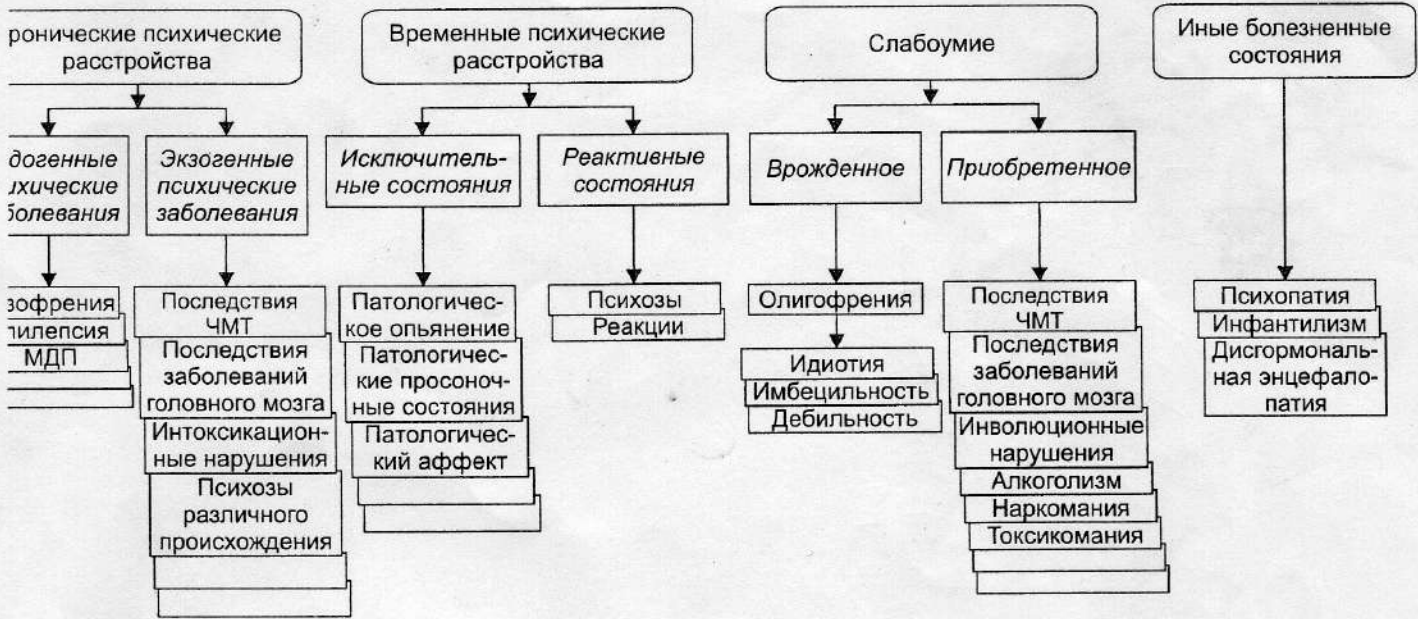 ронические психические
расстройства
Временные психические
расстройства
Слабоумие
Иные болезненные
состояния
догенные
ихические
болевания
Экзогенные
психические
заболевания
Исключитель-
ные состояния
Реактивные
состояния
Врожденное
Приобретенное
зофрения
пилепсия
МДП
Последствия
ЧМТ
Последствия
заболеваний
головного мозга
Интоксикацион-
ные нарушения
Психозы
различного
происхождения
Патологичес-
кое опьянение
Патологичес-
кие просоноч-
ные состояния
Патологичес-
кий аффект
Психозы
Реакции
Олигофрения
Идиотия
Имбецильность
Дебильность
Последствия
ЧМТ
Последствия
заболеваний
головного мозга
Инволюционные
нарушения
Алкоголизм
Наркомания
Токсикомания
Психопатия
Инфантилизм
Дисгормональ-
ная энцефало-
патия